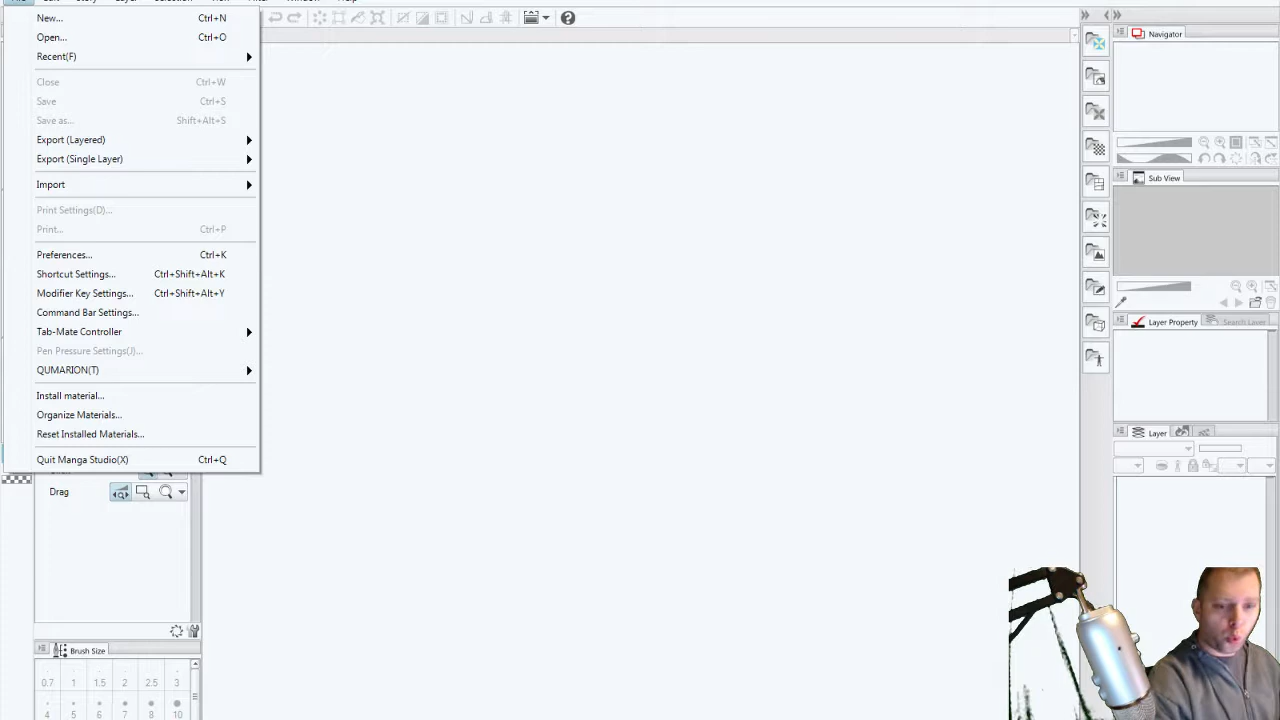 New... Ctrl+N
Open... Ctrl+O
Recent(F)
Close Ctrl+W
Save Ctrl+S
Save as... Shift+Alt+S
Export (Layered)
Export (Single Layer)
Import
Print Settings(D)...
Print... Ctrl+P
Preferences... Ctrl+K
Shortcut Settings... Ctrl+Shift+Alt+K
Modifier Key Settings... Ctrl+Shift+Alt+Y
Command Bar Settings...
Tab-Mate Controller
Pen Pressure Settings(J)...
QUMARION(T)
Install material...
Organize Materials...
Reset Installed Materials...
Quit Manga Studio(X) Ctrl+Q
Drag
Brush Size
0.7 1 1.5 2 2.5 3
4 5 6 7 8 10
Navigator
Sub View
Layer Property Search Layer
Layer